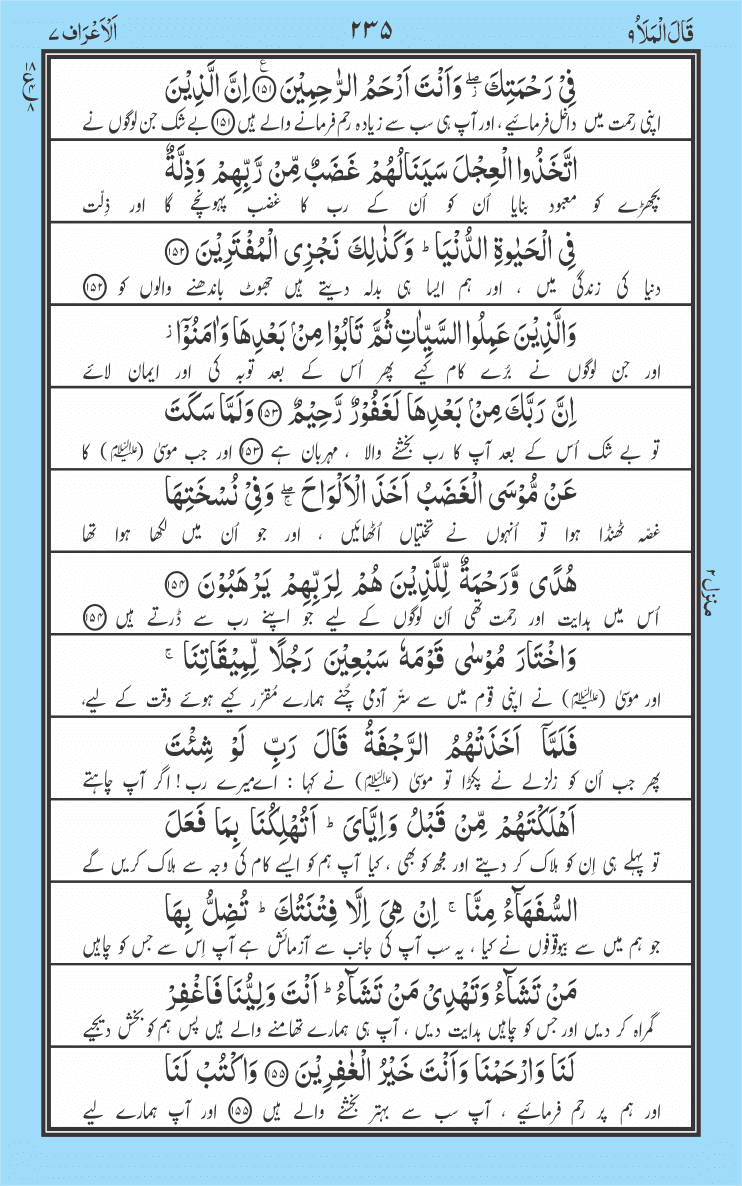 قَالَ الْمَلَاُ ۹
۲۳۵
اَلْاَعْرَاف ۷
فِیْ رَحْمَتِكَ ۖ٘ وَاَنْتَ اَرْحَمُ الرّٰحِمِیْنَ ۝۱۵۱ ع اِنَّ الَّذِیْنَ
اپنی رحمت میں داخل فرمائیے ، اور آپ ہی سب سے زیادہ رحم فرمانے والے ہیں ۝۱۵۱ بے شک جن لوگوں نے
اتَّخَذُوا الْعِجْلَ سَیَنَالُهُمْ غَضَبٌ مِّنْ رَّبِّهِمْ وَذِلَّةٌ
بچھڑے کو معبود بنایا اُن کو اُن کے رب کا غضب پہونچے گا اور ذِلّت
فِی الْحَیٰوةِ الدُّنْیَا ؕ وَكَذٰلِكَ نَجْزِی الْمُفْتَرِیْنَ ۝۱۵۲
دنیا کی زندگی میں ، اور ہم ایسا ہی بدلہ دیتے ہیں جھوٹ باندھنے والوں کو ۝۱۵۲
وَالَّذِیْنَ عَمِلُوا السَّیِّاٰتِ ثُمَّ تَابُوْا مِنْۢ بَعْدِهَا وَاٰمَنُوْۤا ؗ
اور جن لوگوں نے بُرے کام کیے پھر اُس کے بعد توبہ کی اور ایمان لائے
اِنَّ رَبَّكَ مِنْۢ بَعْدِهَا لَغَفُوْرٌ رَّحِیْمٌ ۝۱۵۳ وَلَمَّا سَكَتَ
تو بے شک اُس کے بعد آپ کا رب بخشنے والا ، مہربان ہے ۝۱۵۳ اور جب موسیٰ (علیہ السلام) کا
عَنْ مُّوْسَی الْغَضَبُ اَخَذَ الْاَلْوَاحَ ۖۚ وَفِیْ نُسْخَتِهَا
غصّہ ٹھنڈا ہوا تو اُنہوں نے تختیاں اُٹھائیں ، اور جو اُن میں لکھا ہوا تھا
هُدًی وَّرَحْمَةٌ لِّلَّذِیْنَ هُمْ لِرَبِّهِمْ یَرْهَبُوْنَ ۝۱۵۴
اُس میں ہدایت اور رحمت تھی اُن لوگوں کے لیے جو اپنے رب سے ڈرتے ہیں ۝۱۵۴
وَاخْتَارَ مُوْسٰی قَوْمَهٗ سَبْعِیْنَ رَجُلًا لِّمِیْقَاتِنَا ۚ
اور موسیٰ (علیہ السلام) نے اپنی قوم میں سے ستّر آدمی چُنے ہمارے مُقرّر کیے ہوئے وقت کے لیے،
فَلَمَّاۤ اَخَذَتْهُمُ الرَّجْفَةُ قَالَ رَبِّ لَوْ شِئْتَ
پھر جب اُن کو زلزلے نے پکڑا تو موسیٰ (علیہ السلام) نے کہا : اے میرے رب! اگر آپ چاہتے
اَهْلَكْتَهُمْ مِّنْ قَبْلُ وَاِیَّایَ ؕ اَتُهْلِكُنَا بِمَا فَعَلَ
تو پہلے ہی اِن کو ہلاک کر دیتے اور مجھ کو بھی ، کیا آپ ہم کو ایسے کام کی وجہ سے ہلاک کریں گے
السُّفَهَآءُ مِنَّا ۚ اِنْ هِیَ اِلَّا فِتْنَتُكَ ؕ تُضِلُّ بِهَا
جو ہم میں سے بیوقوفوں نے کیا ، یہ سب آپ کی جانب سے آزمائش ہے آپ اِس سے جس کو چاہیں
مَنْ تَشَآءُ وَتَهْدِیْ مَنْ تَشَآءُ ؕ اَنْتَ وَلِیُّنَا فَاغْفِرْ
گمراہ کر دیں اور جس کو چاہیں ہدایت دیں ، آپ ہی ہمارے تھامنے والے ہیں پس ہم کو بخش دیجیے
لَنَا وَارْحَمْنَا وَاَنْتَ خَیْرُ الْغٰفِرِیْنَ ۝۱۵۵ وَاكْتُبْ لَنَا
اور ہم پر رحم فرمائیے ، آپ سب سے بہتر بخشنے والے ہیں ۝۱۵۵ اور آپ ہمارے لیے
۱۸
ع
۴
۸
منزل ۲